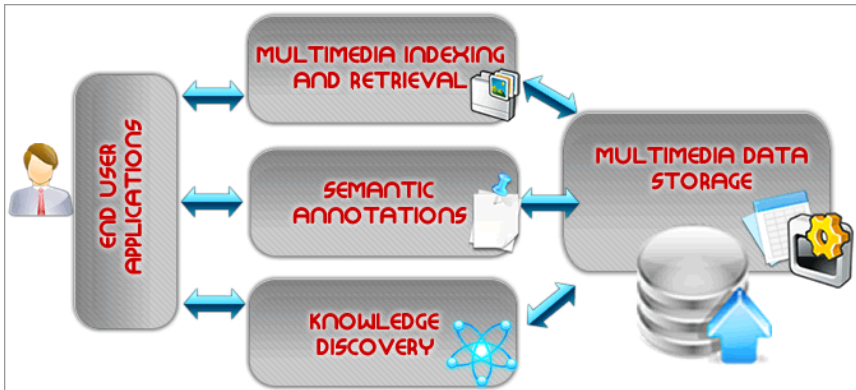 MULTIMEDIA INDEXING
AND RETRIEVAL
END USER
APPLICATIONS
SEMANTIC
ANNOTATIONS
MULTIMEDIA DATA
STORAGE
KNOWLEDGE
DISCOVERY